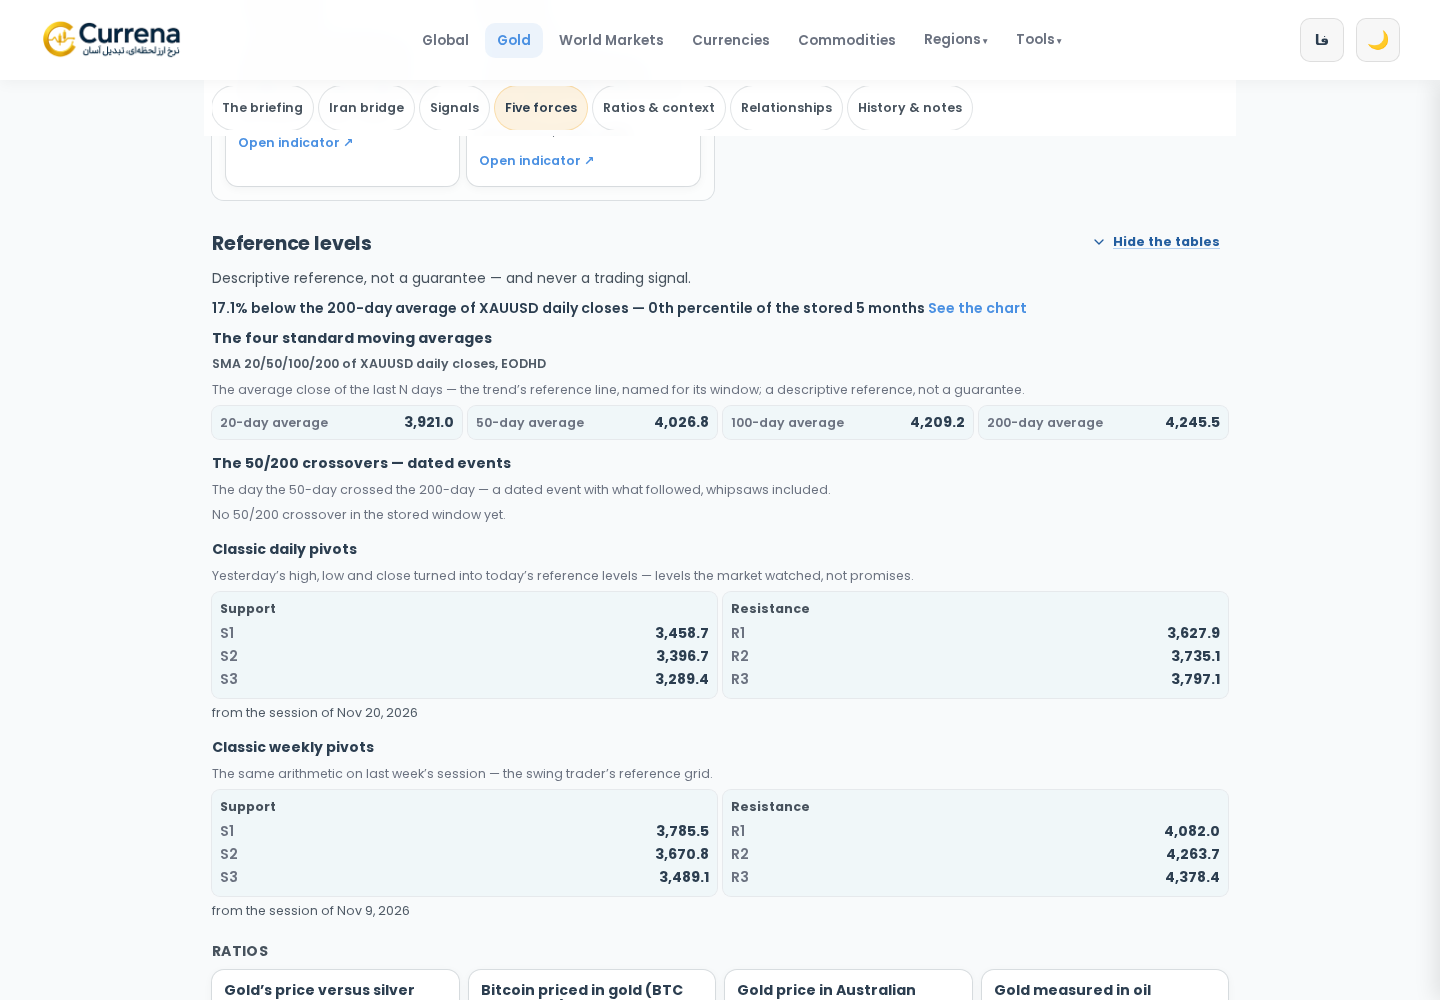 Currena
نرخ ارز لحظه‌ای، تبدیل آسان
Global
Gold
World Markets
Currencies
Commodities
Regions ▾
Tools ▾
فا
The briefing
Iran bridge
Signals
Five forces
Ratios & context
Relationships
History & notes
Open indicator ↗
Open indicator ↗
Reference levels
Hide the tables
Descriptive reference, not a guarantee — and never a trading signal.
17.1% below the 200-day average of XAUUSD daily closes — 0th percentile of the stored 5 months See the chart
The four standard moving averages
SMA 20/50/100/200 of XAUUSD daily closes, EODHD
The average close of the last N days — the trend’s reference line, named for its window; a descriptive reference, not a guarantee.
20-day average 3,921.0
50-day average 4,026.8
100-day average 4,209.2
200-day average 4,245.5
The 50/200 crossovers — dated events
The day the 50-day crossed the 200-day — a dated event with what followed, whipsaws included.
No 50/200 crossover in the stored window yet.
Classic daily pivots
Yesterday’s high, low and close turned into today’s reference levels — levels the market watched, not promises.
Support
S1 3,458.7
S2 3,396.7
S3 3,289.4
Resistance
R1 3,627.9
R2 3,735.1
R3 3,797.1
from the session of Nov 20, 2026
Classic weekly pivots
The same arithmetic on last week’s session — the swing trader’s reference grid.
Support
S1 3,785.5
S2 3,670.8
S3 3,489.1
Resistance
R1 4,082.0
R2 4,263.7
R3 4,378.4
from the session of Nov 9, 2026
RATIOS
Gold’s price versus silver
Bitcoin priced in gold (BTC
Gold price in Australian
Gold measured in oil